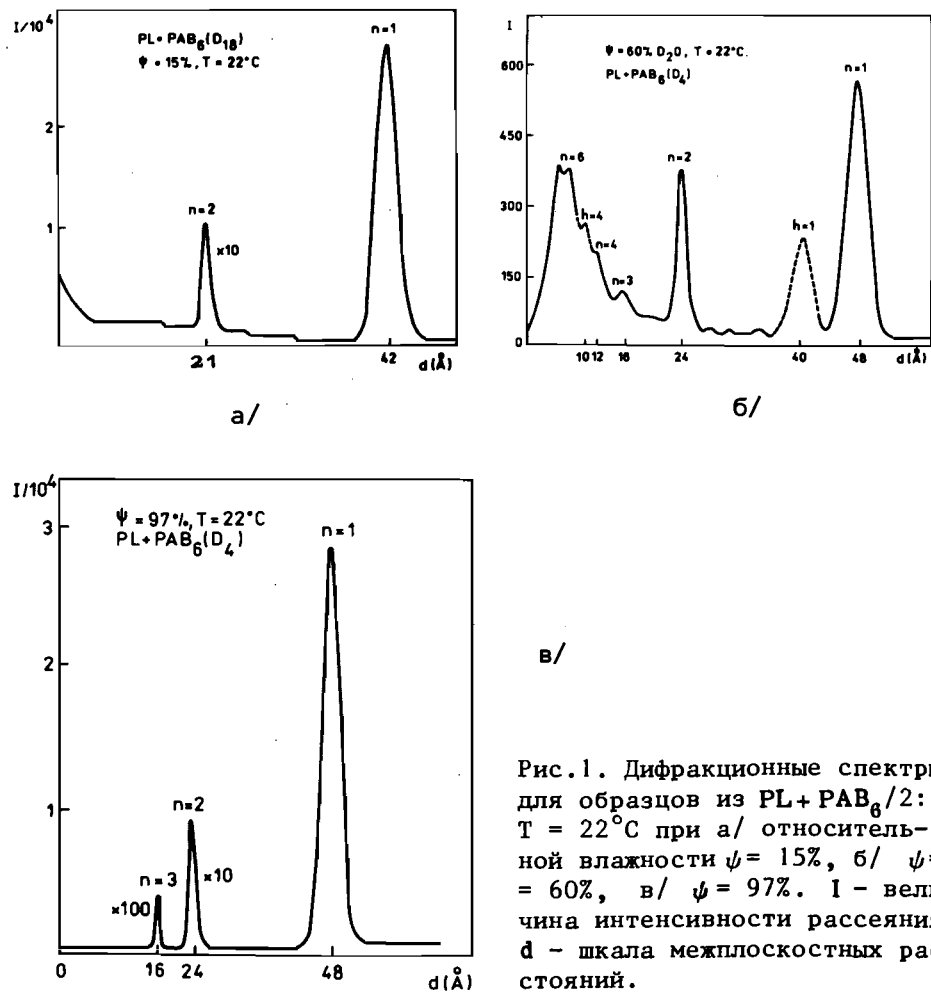 I/10⁴
PL+PAB₆(D₁₈)
ψ = 15%, T = 22°C
n=1
2
1
n=2
×10
21
42
d(Å)
а/
I
ψ = 60% D₂O, T = 22°C.
PL+PAB₆(D₄)
n=1
600
450
300
150
0
n=6
h=4
n=4
n=3
n=2
h=1
10 12 16 24 40 48 d(Å)
б/
I/10⁴
ψ = 97%, T = 22°C
PL+PAB₆(D₄)
n=1
3
2
1
n=2
×10
n=3
×100
0 16 24 48 d(Å)
в/
Рис.1. Дифракционные спектры
для образцов из PL+PAB₆/2:
T = 22°C при а/ относитель-
ной влажности ψ= 15%, б/ ψ=
= 60%, в/ ψ = 97%. I – вели
чина интенсивности рассеяния
d – шкала межплоскостных рас
стояний.